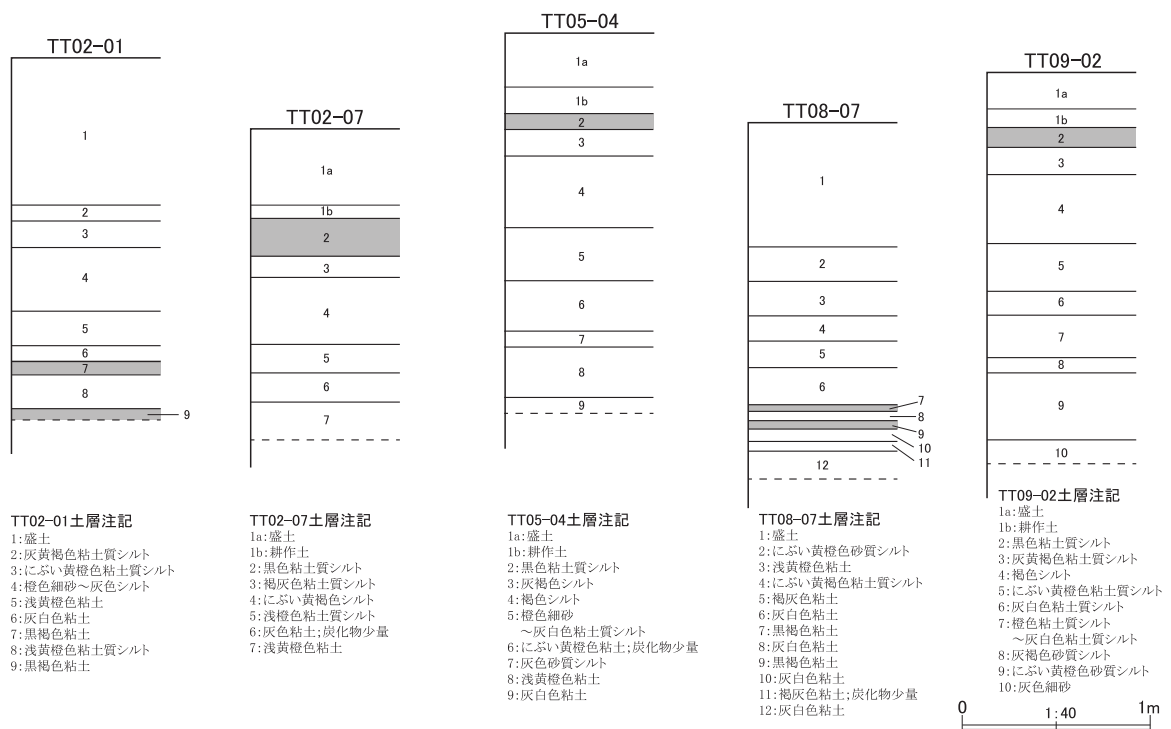 TT02-01
1
2
3
4
5
6
7
8
9
TT02-07
1a
1b
2
3
4
5
6
7
TT05-04
1a
1b
2
3
4
5
6
7
8
9
TT08-07
1
2
3
4
5
6
7
8
9
10
11
12
TT09-02
1a
1b
2
3
4
5
6
7
8
9
10
TT02-01土層注記
1:盛土
2:灰黄褐色粘土質シルト
3:にぶい黄橙色粘土質シルト
4:橙色細砂～灰色シルト
5:浅黄橙色粘土
6:灰白色粘土
7:黒褐色粘土
8:浅黄橙色粘土質シルト
9:黒褐色粘土
TT02-07土層注記
1a:盛土
1b:耕作土
2:黒色粘土質シルト
3:褐灰色粘土質シルト
4:にぶい黄褐色シルト
5:浅橙色粘土質シルト
6:灰色粘土;炭化物少量
7:浅黄橙色粘土
TT05-04土層注記
1a:盛土
1b:耕作土
2:黒色粘土質シルト
3:灰褐色シルト
4:褐色シルト
5:橙色細砂
～灰白色粘土質シルト
6:にぶい黄橙色粘土;炭化物少量
7:灰色砂質シルト
8:浅黄橙色粘土
9:灰白色粘土
TT08-07土層注記
1:盛土
2:にぶい黄橙色砂質シルト
3:浅黄橙色粘土
4:にぶい黄褐色粘土質シルト
5:褐灰色粘土
6:灰白色粘土
7:黒褐色粘土
8:灰白色粘土
9:黒褐色粘土
10:灰白色粘土
11:褐灰色粘土;炭化物少量
12:灰白色粘土
TT09-02土層注記
1a:盛土
1b:耕作土
2:黒色粘土質シルト
3:灰黄褐色粘土質シルト
4:褐色シルト
5:にぶい黄橙色粘土質シルト
6:灰白色粘土質シルト
7:橙色粘土質シルト
～灰白色粘土質シルト
8:灰褐色砂質シルト
9:にぶい黄橙色砂質シルト
10:灰色細砂
0 1:40 1m